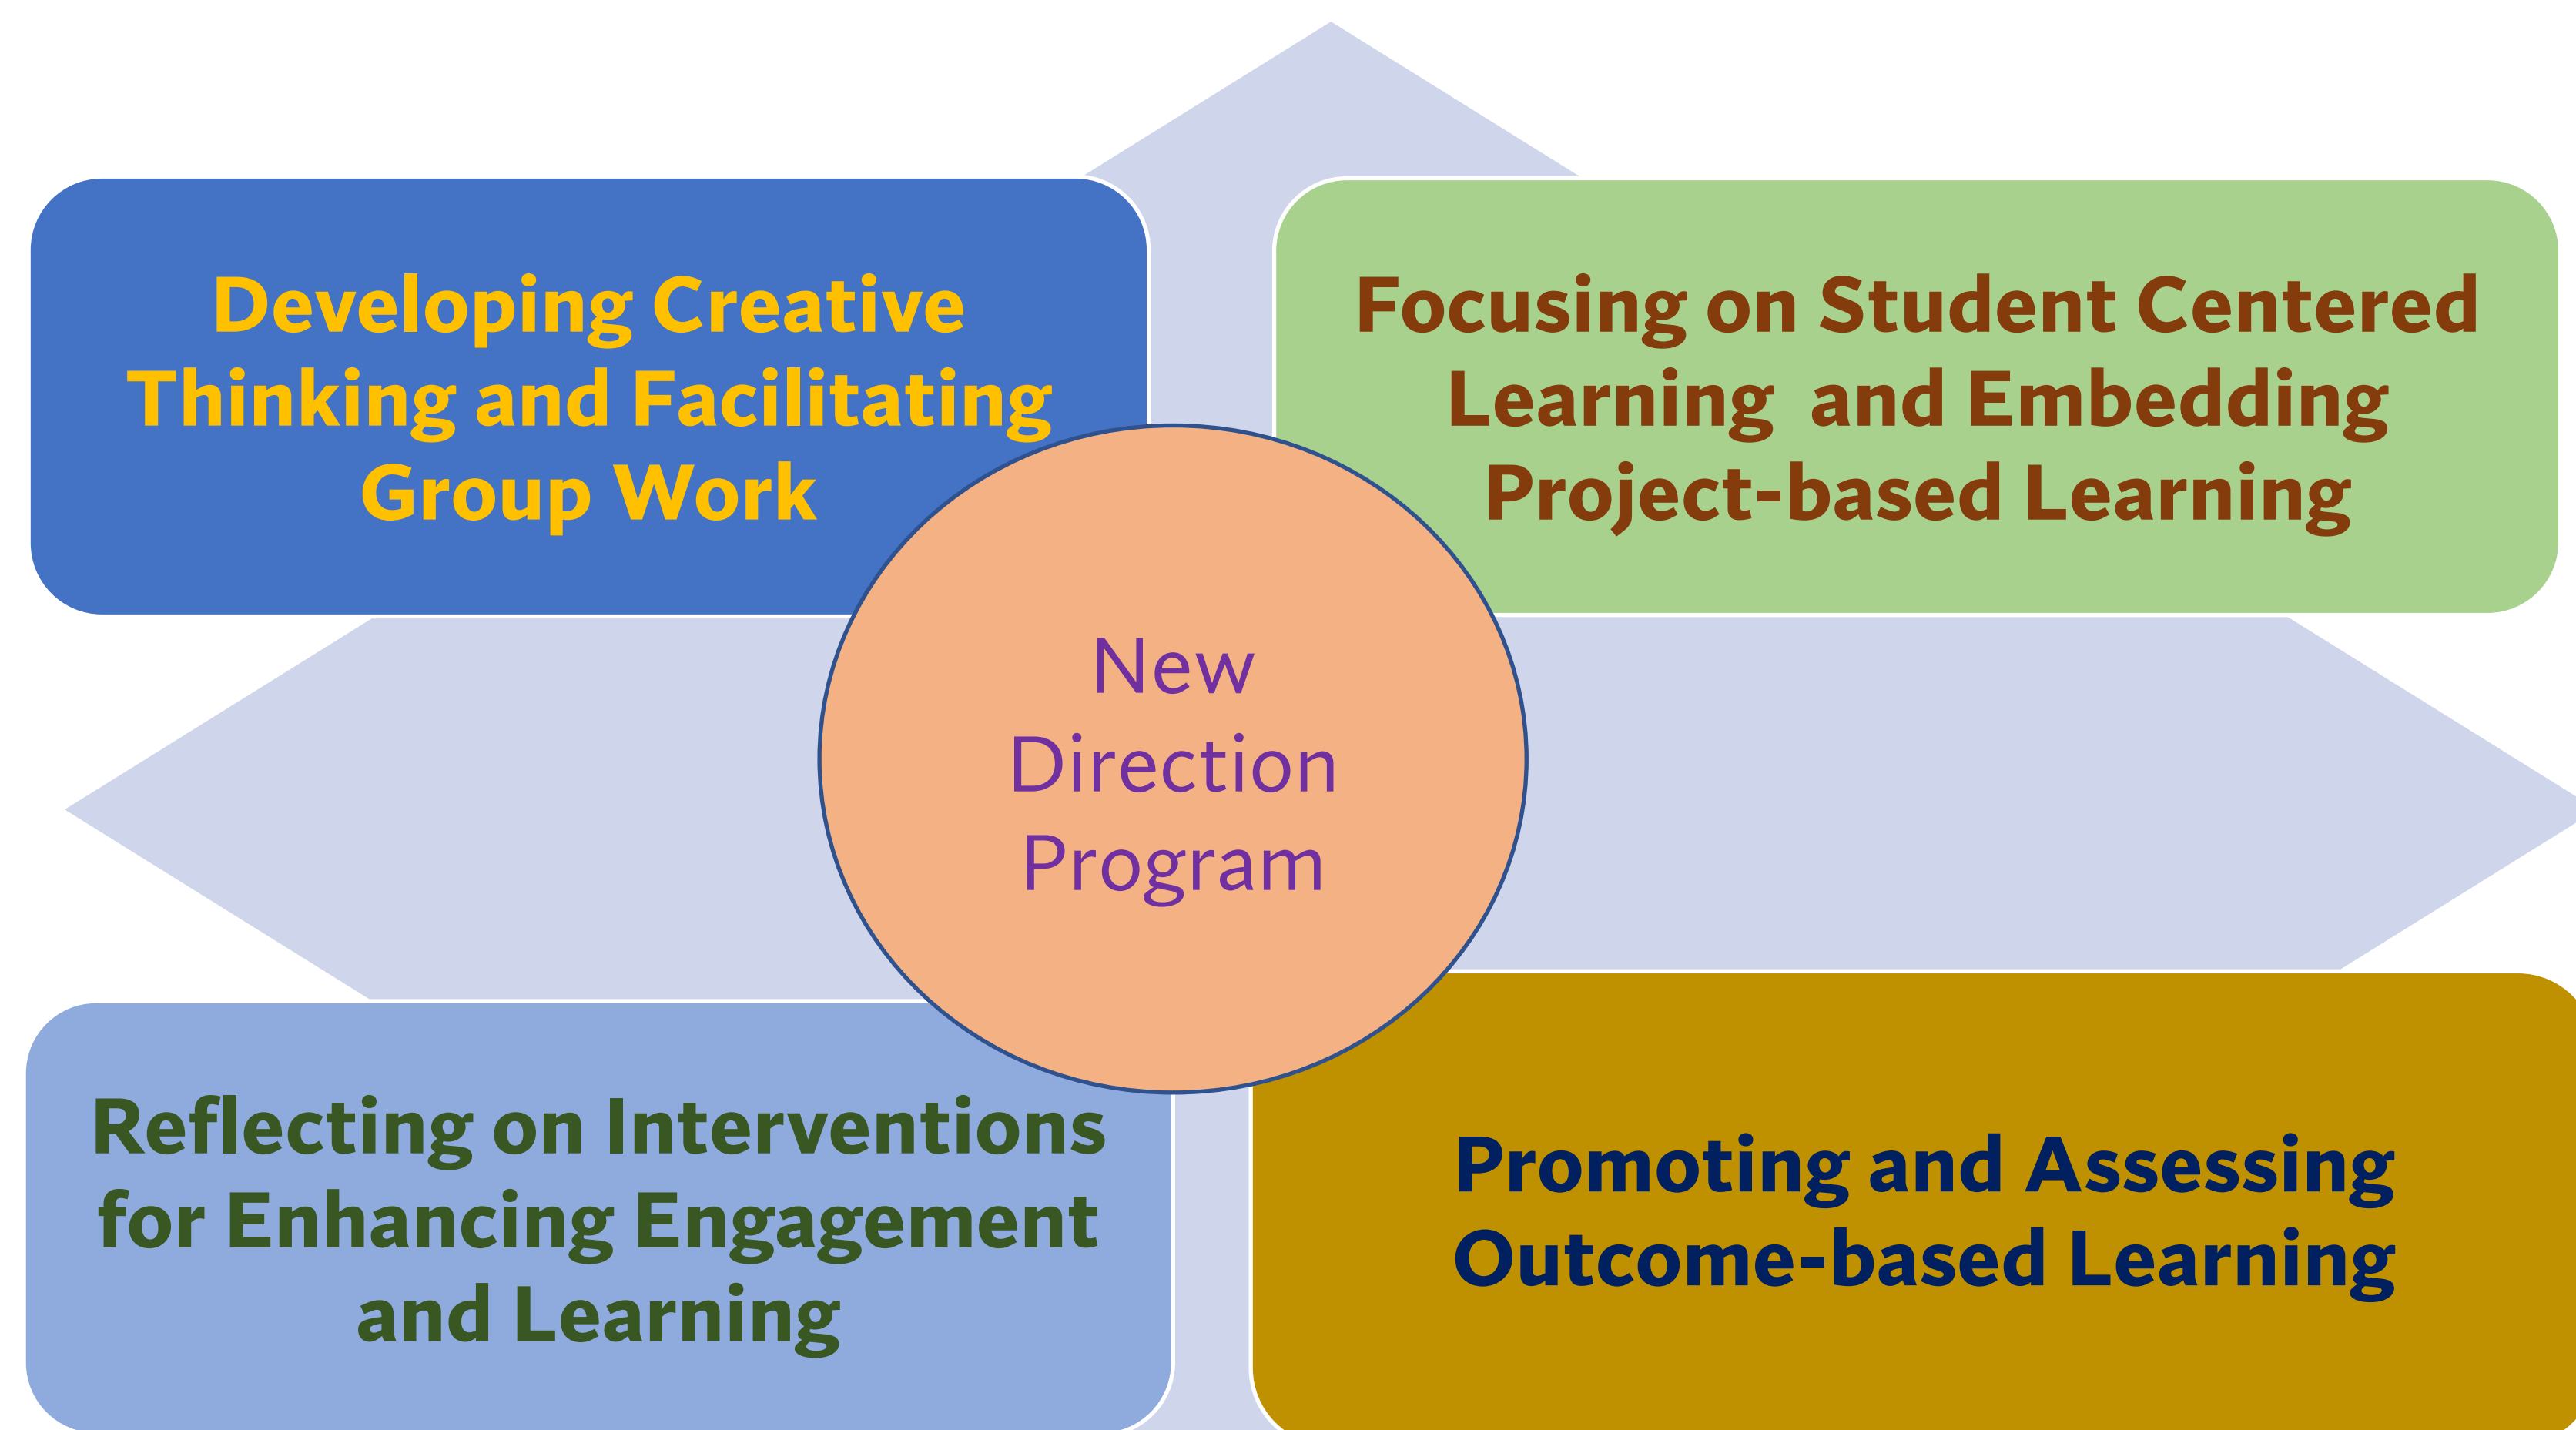 Developing Creative
Thinking and Facilitating
Group Work
Focusing on Student Centered
Learning and Embedding
Project-based Learning
New
Direction
Program
Reflecting on Interventions
for Enhancing Engagement
and Learning
Promoting and Assessing
Outcome-based Learning